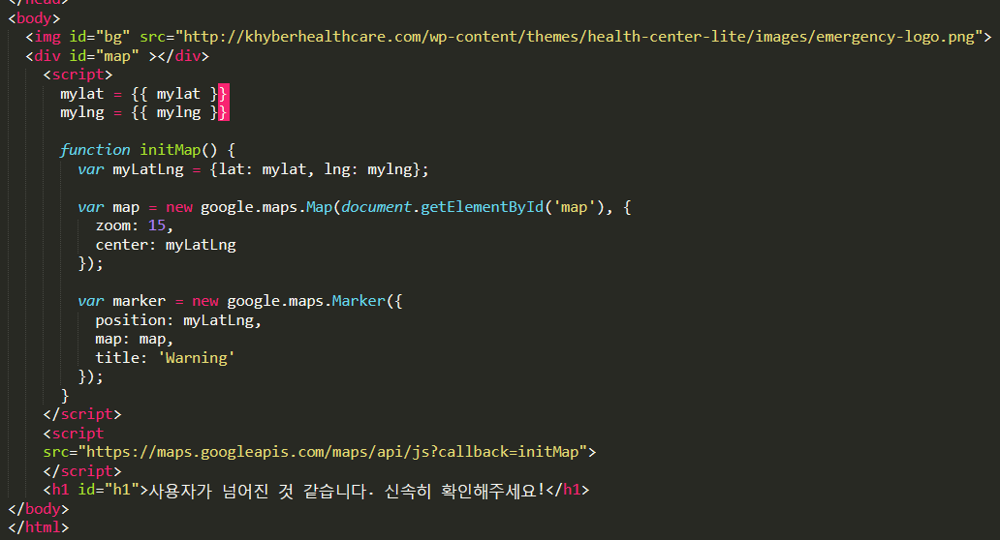 </head>
<body>
<img id="bg" src="http://khyberhealthcare.com/wp-content/themes/health-center-lite/images/emergency-logo.png">
<div id="map" ></div>
<script>
mylat = {{ mylat }}
mylng = {{ mylng }}
function initMap() {
var myLatLng = {lat: mylat, lng: mylng};
var map = new google.maps.Map(document.getElementById('map'), {
zoom: 15,
center: myLatLng
});
var marker = new google.maps.Marker({
position: myLatLng,
map: map,
title: 'Warning'
});
}
</script>
<script
src="https://maps.googleapis.com/maps/api/js?callback=initMap">
</script>
<h1 id="h1">사용자가 넘어진 것 같습니다. 신속히 확인해주세요!</h1>
</body>
</html>